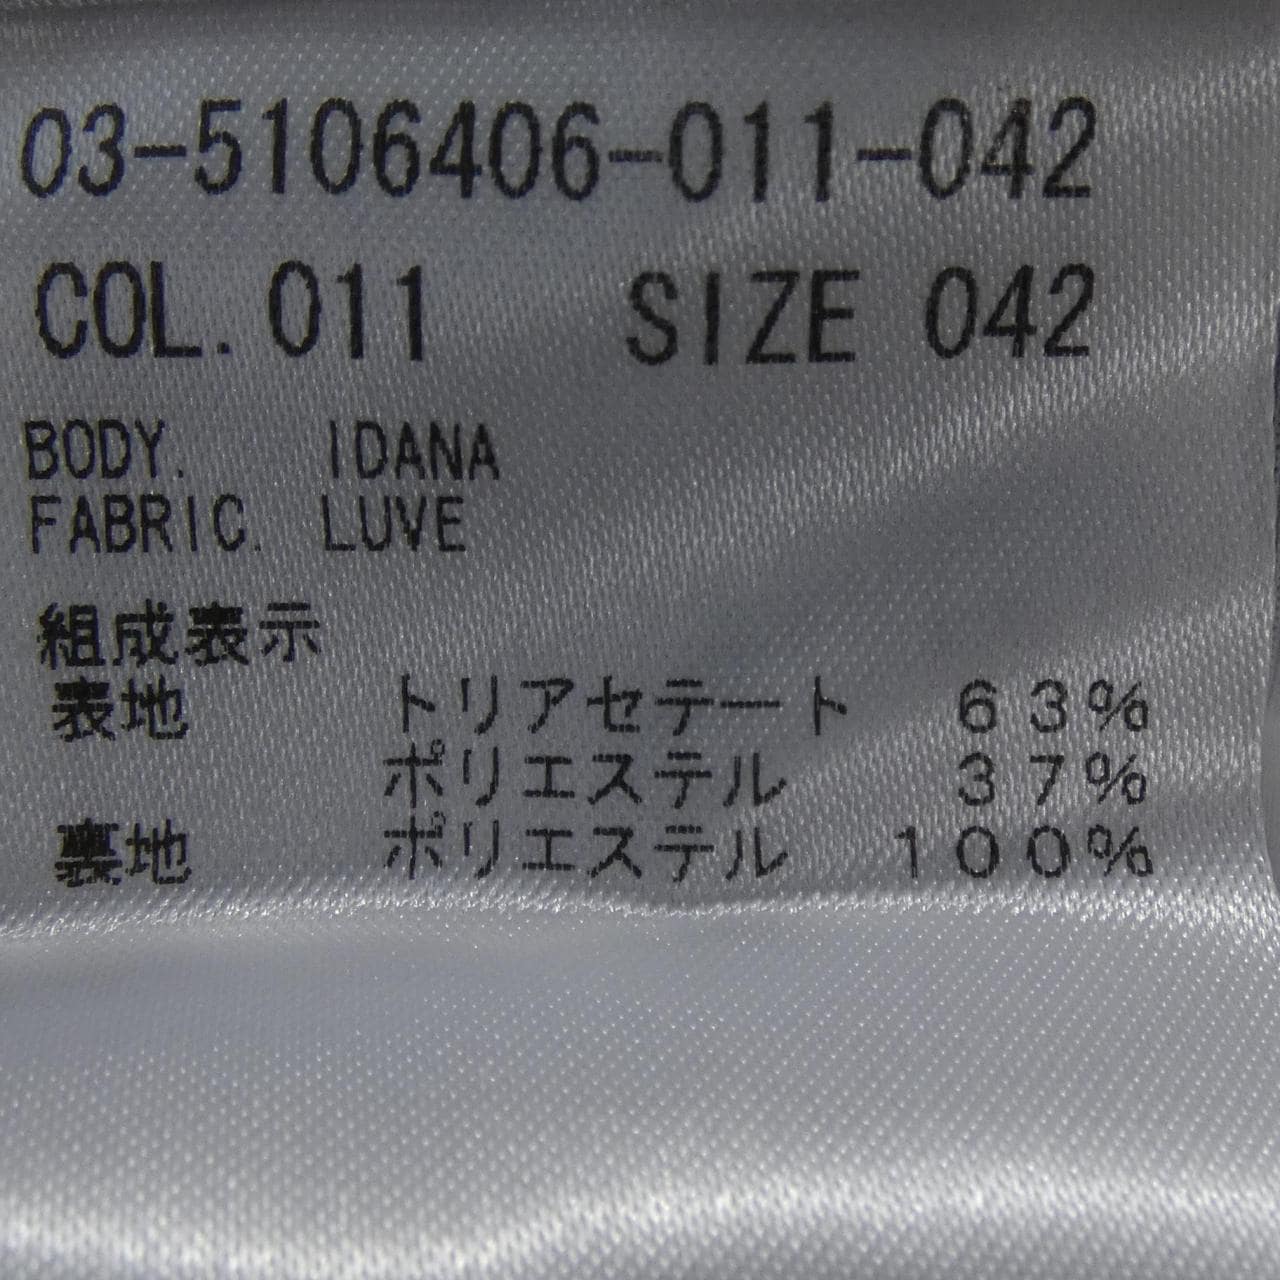 03-5106406-011-042
COL.011 SIZE 042
BODY. IDANA
FABRIC. LUVE
組成表示
表地 トリアセテート 63%
ポリエステル 37%
裏地 ポリエステル 100%